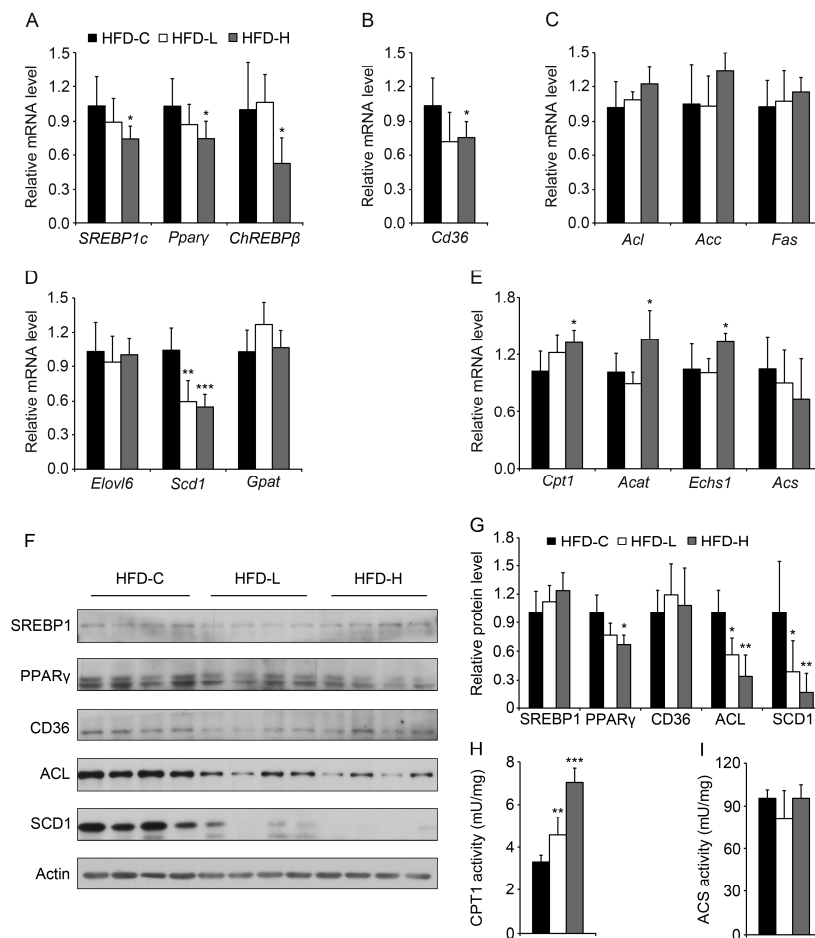 A
HFD-C HFD-L HFD-H
Relative mRNA level
1.5
1.2
0.9
0.6
0.3
0.0
* * *
SREBP1c Pparγ ChREBPβ
B
Relative mRNA level
1.5
1.2
0.9
0.6
0.3
0.0
*
Cd36
C
Relative mRNA level
1.5
1.2
0.9
0.6
0.3
0.0
Acl Acc Fas
D
Relative mRNA level
1.5
1.2
0.9
0.6
0.3
0.0
** ***
Elovl6 Scd1 Gpat
E
Relative mRNA level
1.8
1.2
0.6
0.0
* * *
Cpt1 Acat Echs1 Acs
F
HFD-C HFD-L HFD-H
SREBP1
PPARγ
CD36
ACL
SCD1
Actin
G
HFD-C HFD-L HFD-H
Relative protein level
1.8
1.5
1.2
0.9
0.6
0.3
0
* * ** * **
SREBP1 PPARγ CD36 ACL SCD1
H
CPT1 activity (mU/mg)
8
6
4
2
0
** ***
I
ACS activity (mU/mg)
120
90
60
30
0